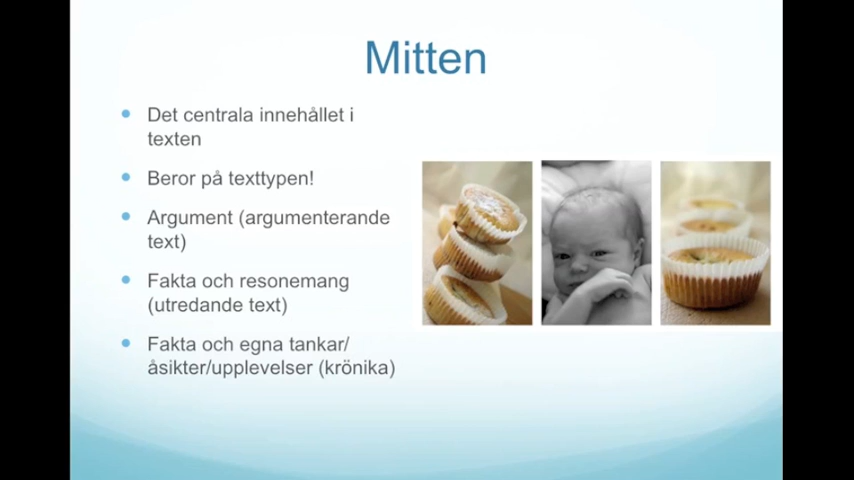 Mitten
Det centrala innehållet i
texten
Beror på texttypen!
Argument (argumenterande
text)
Fakta och resonemang
(utredande text)
Fakta och egna tankar/
åsikter/upplevelser (krönika)